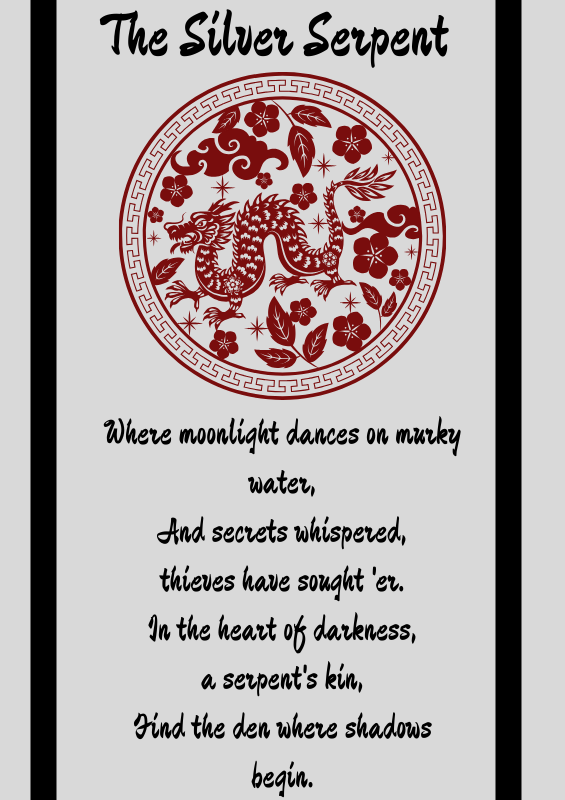 The Silver Serpent
Where moonlight dances on murky
water,
And secrets whispered,
thieves have sought 'er.
In the heart of darkness,
a serpent's kin,
Find the den where shadows
begin.